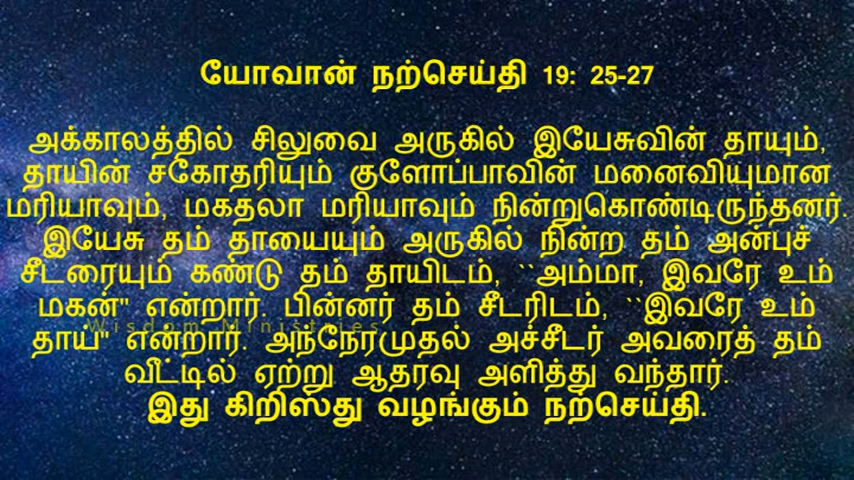 யோவான் நற்செய்தி 19: 25-27
அக்காலத்தில் சிலுவை அருகில் இயேசுவின் தாயும்,
தாயின் சகோதரியும் குளோப்பாவின் மனைவியுமான
மரியாவும், மகதலா மரியாவும் நின்றுகொண்டிருந்தனர்.
இயேசு தம் தாயையும் அருகில் நின்ற தம் அன்புச்
சீடரையும் கண்டு தம் தாயிடம், ``அம்மா, இவரே உம்
மகன்" என்றார். பின்னர் தம் சீடரிடம், ``இவரே உம்
Wisdom Ministries
தாய்" என்றார். அந்நேரமுதல் அச்சீடர் அவரைத் தம்
வீட்டில் ஏற்று ஆதரவு அளித்து வந்தார்.
இது கிறிஸ்து வழங்கும் நற்செய்தி.